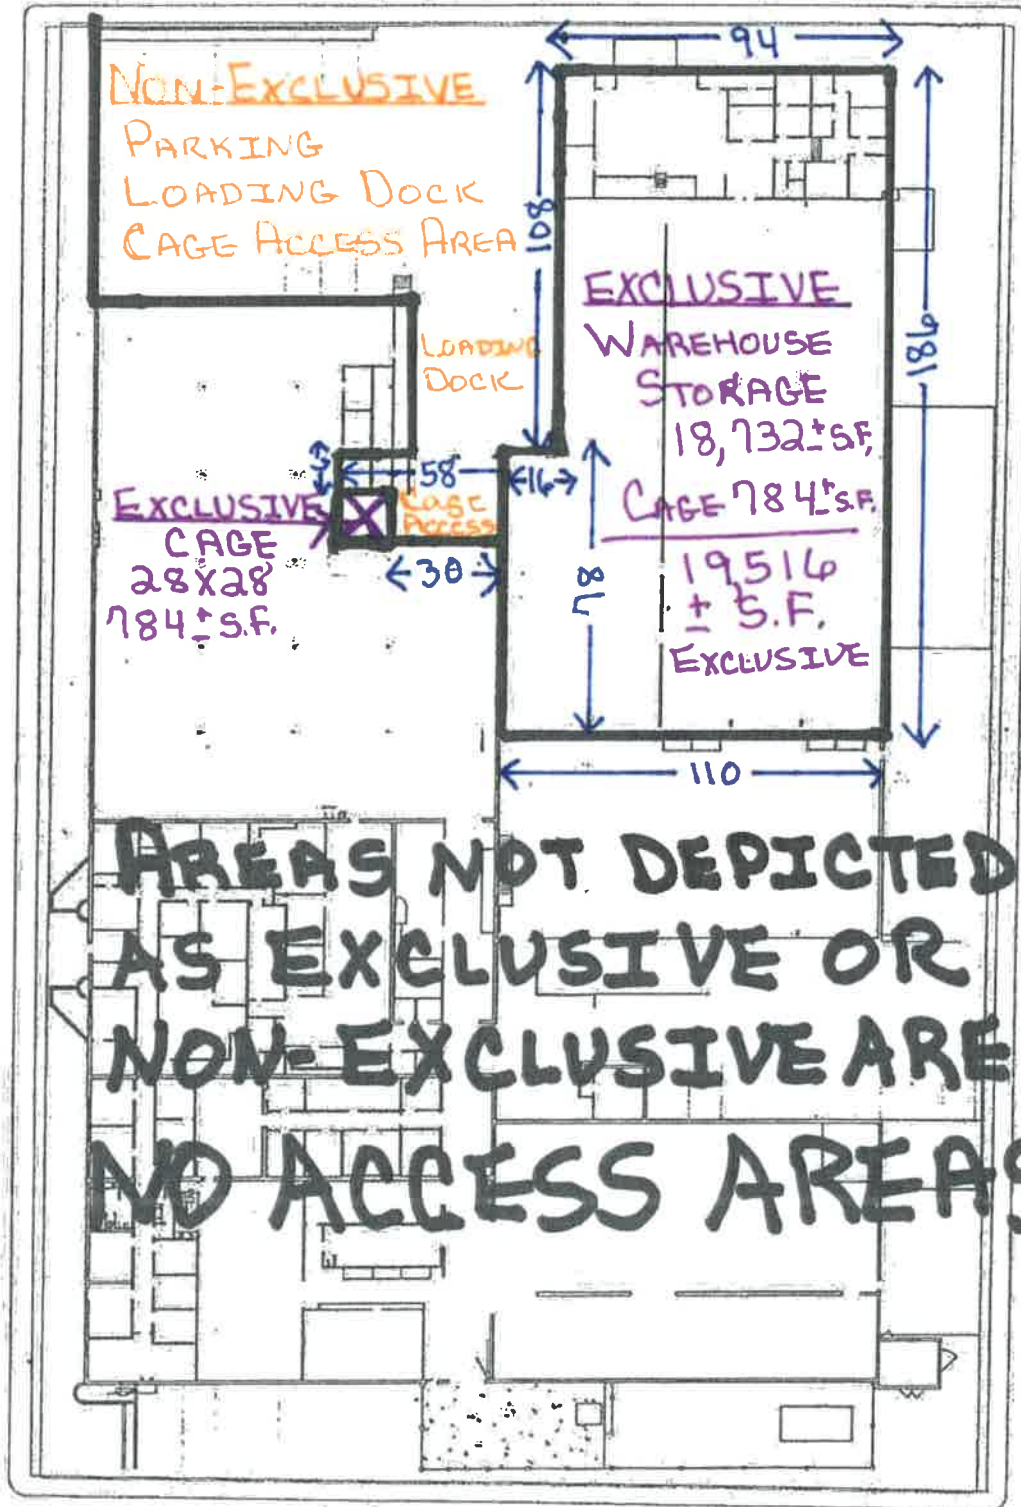 94
NON-EXCLUSIVE
PARKING
LOADING DOCK
CAGE ACCESS AREA
108
EXCLUSIVE
WAREHOUSE
STORAGE
18,732± S.F.
CAGE 784± S.F.
19,516
± S.F.
EXCLUSIVE
186
LOADING
DOCK
58
16
CAGE
ACCESS
EXCLUSIVE
CAGE
28X28
784± S.F.
30
78
110
AREAS NOT DEPICTED
AS EXCLUSIVE OR
NON-EXCLUSIVE ARE
NO ACCESS AREAS